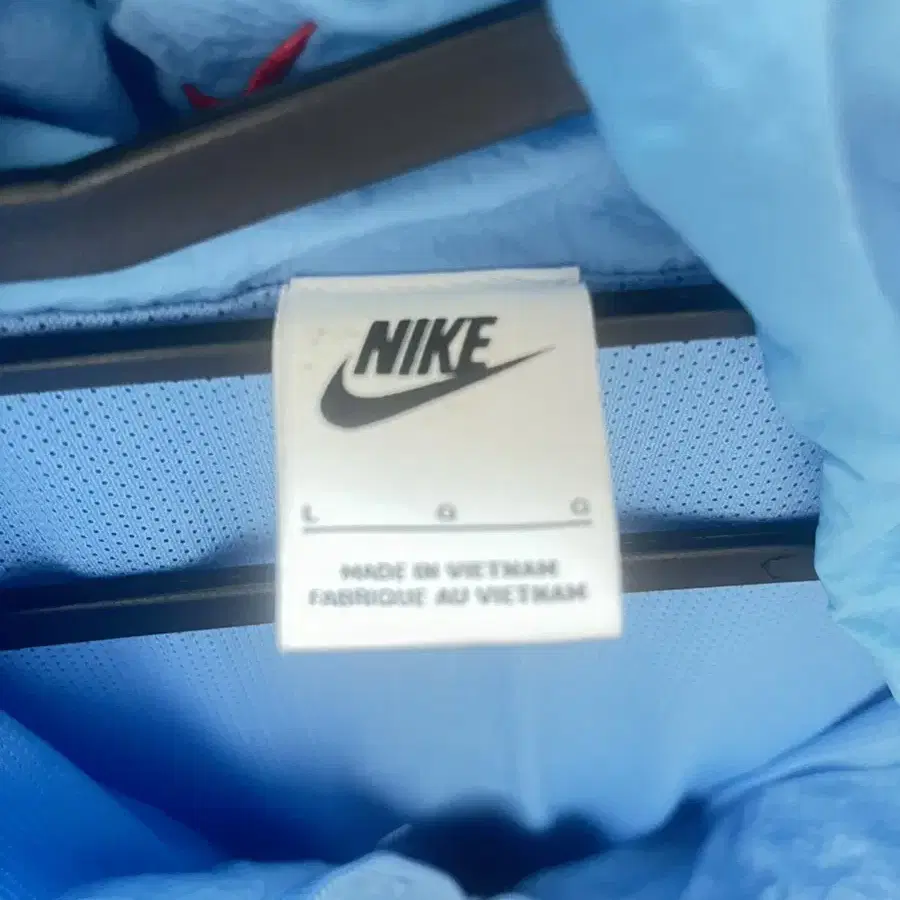 NIKE
L G G
MADE IN VIETNAM
FABRIQUE AU VIETNAM